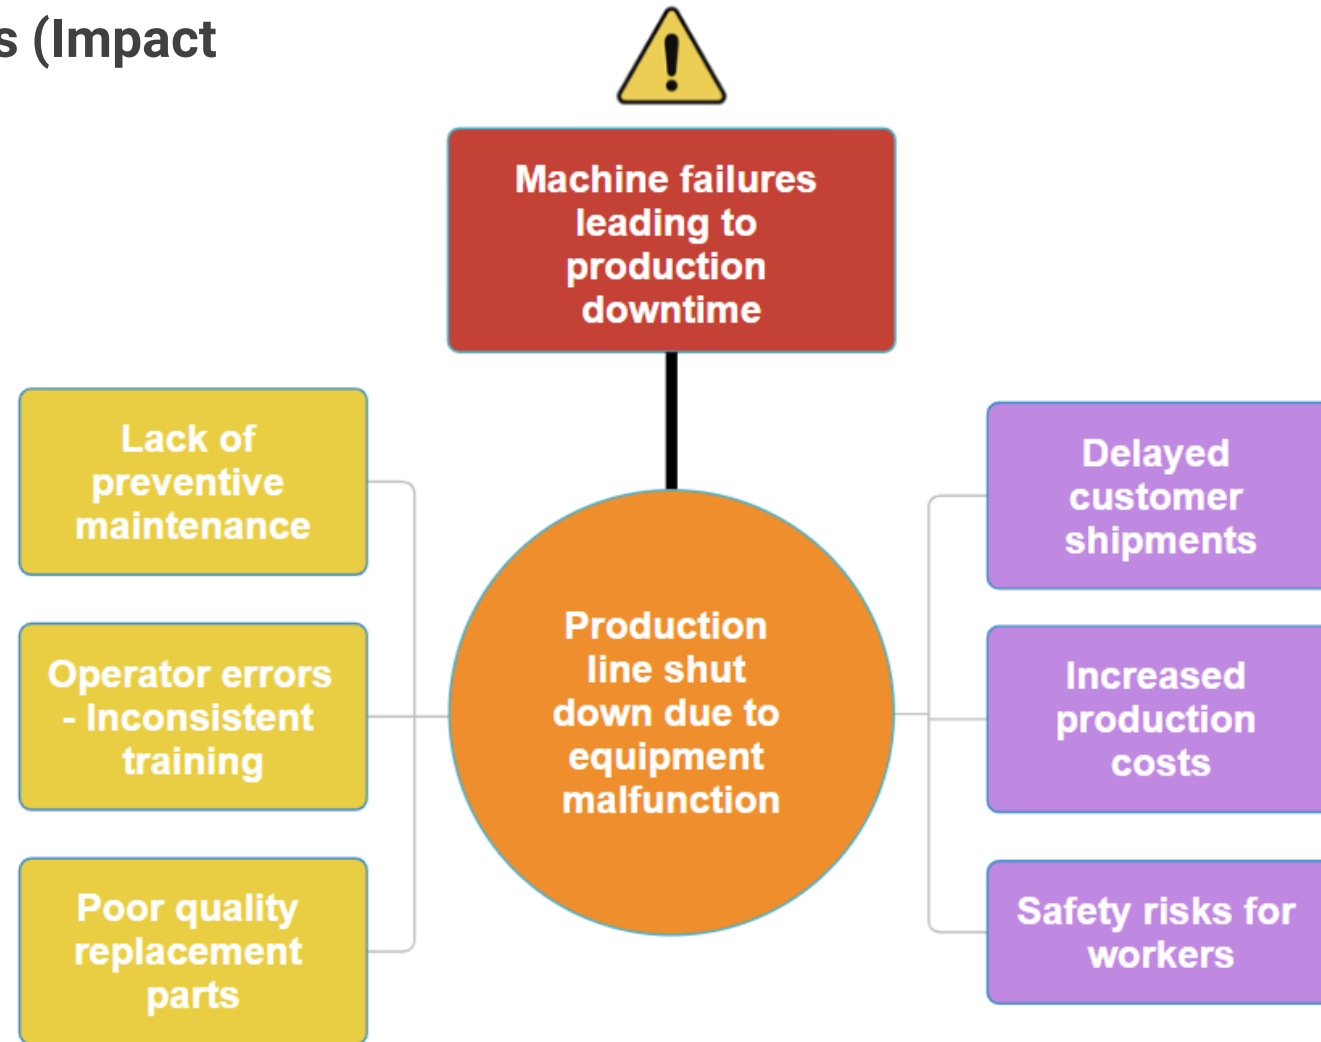 s (Impact
Machine failures
leading to
production
downtime
Lack of
preventive
maintenance
Operator errors
- Inconsistent
training
Poor quality
replacement
parts
Production
line shut
down due to
equipment
malfunction
Delayed
customer
shipments
Increased
production
costs
Safety risks for
workers